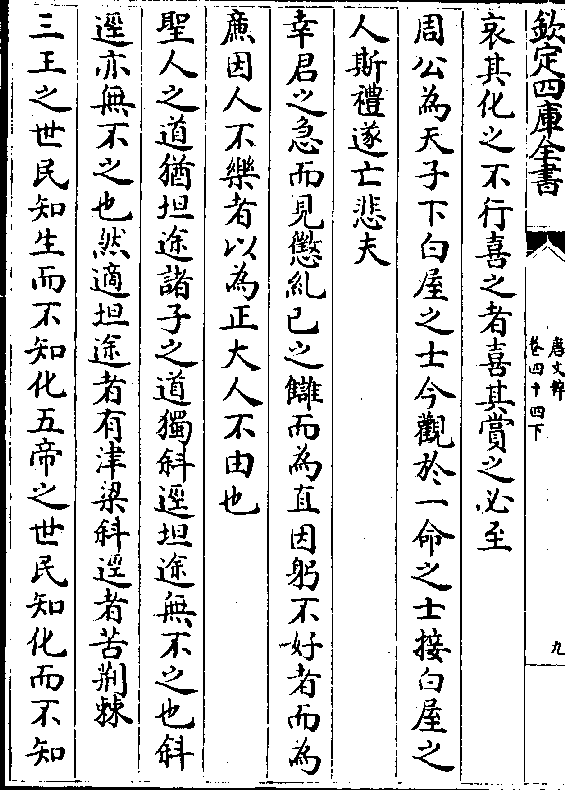 欽定四庫全書
唐文粹
卷四十四下
九
哀其化之不行喜之者喜其賞之必至
周公為天子下白屋之士今觀於一命之士接白屋之
人斯禮遂亡悲夫
幸君之急而見懲糺己之讎而為直因躬不好者而為
廉因人不樂者以為正大人不由也
聖人之道猶坦途諸子之道獨斜逕坦途無不之也斜
逕亦無不之也然適坦途者有津梁斜逕者苦荆棘
三王之世民知生而不知化五帝之世民知化而不知